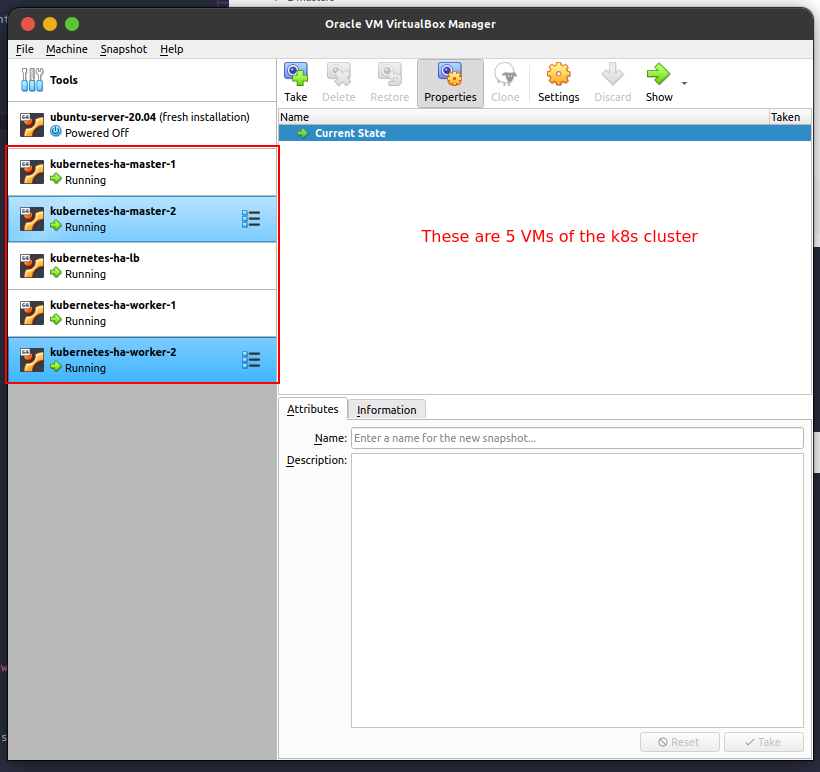 Oracle VM VirtualBox Manager
File Machine Snapshot Help
Tools
Take Delete Restore Properties Clone Settings Discard Show
ubuntu-server-20.04 (fresh installation)
Powered Off
kubernetes-ha-master-1
Running
kubernetes-ha-master-2
Running
kubernetes-ha-lb
Running
kubernetes-ha-worker-1
Running
kubernetes-ha-worker-2
Running
Name Taken
Current State
These are 5 VMs of the k8s cluster
Attributes Information
Name: Enter a name for the new snapshot...
Description:
Reset Take